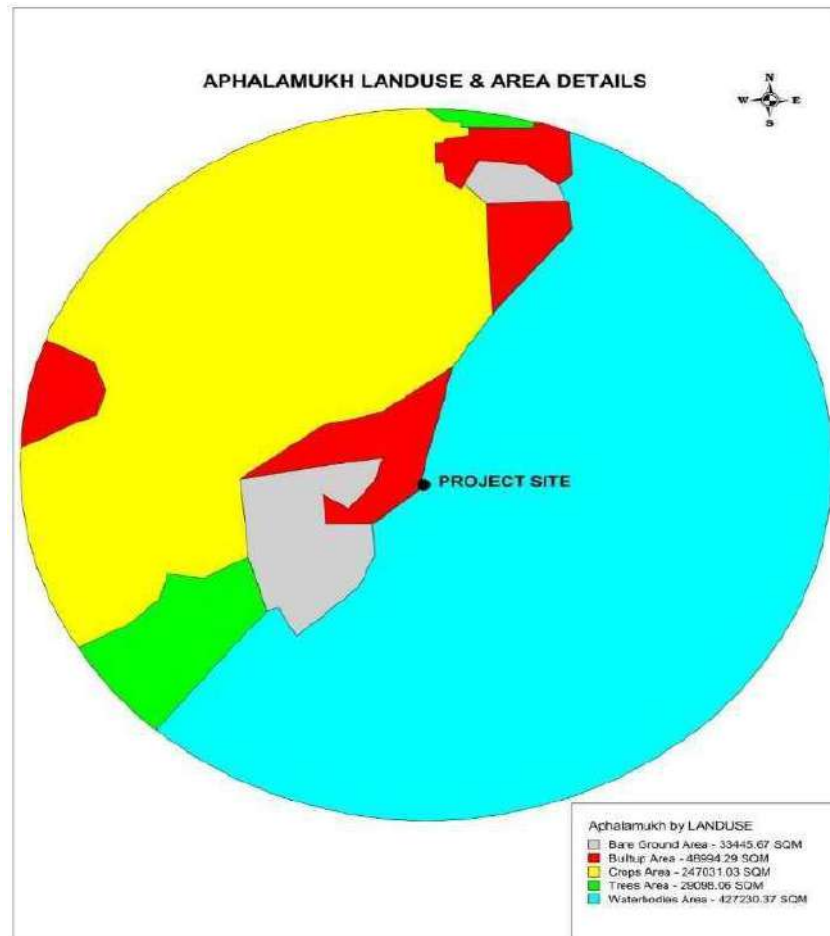 APHALAMUKH LANDUSE & AREA DETAILS
N
W E
S
PROJECT SITE
Aphalamukh by LANDUSE
Bare Ground Area - 33445.67 SQM
Builtup Area - 48994.29 SQM
Crops Area - 247031.03 SQM
Trees Area - 29098.06 SQM
Waterbodies Area - 427230.37 SQM